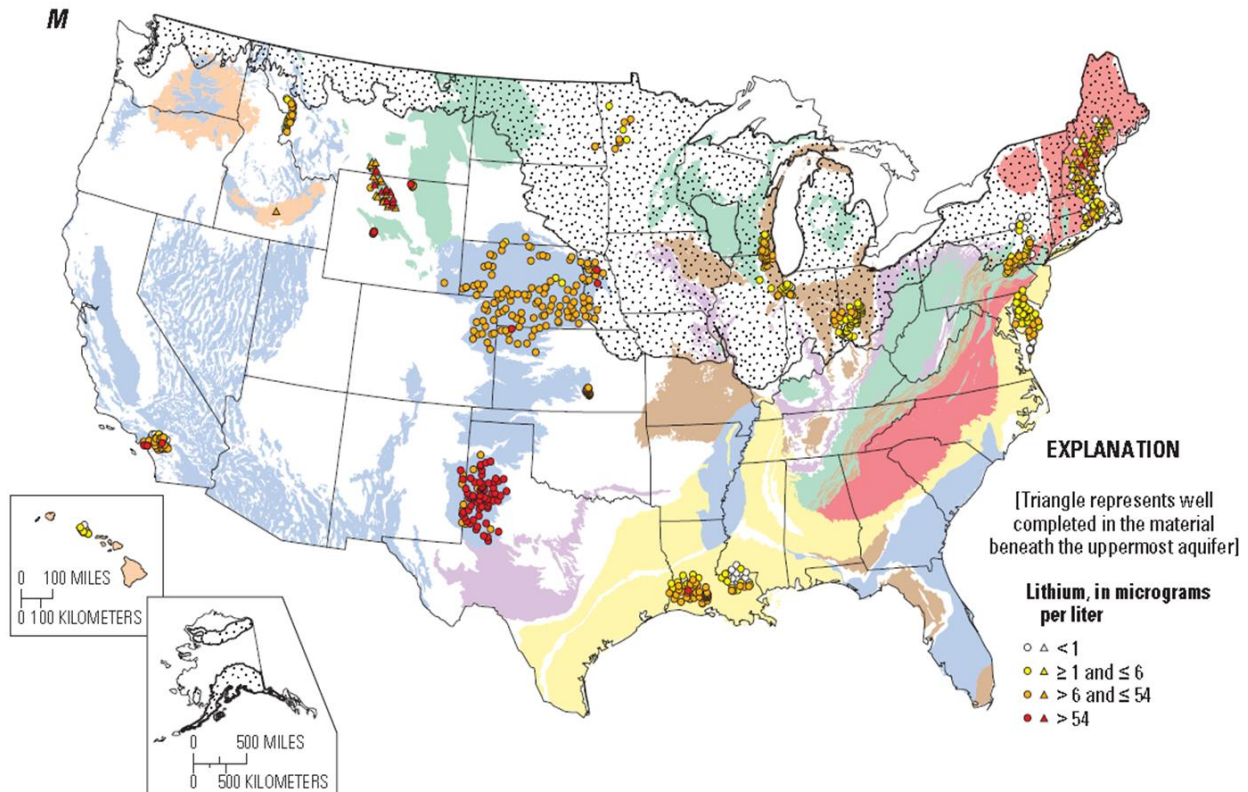 M
EXPLANATION
[Triangle represents well
completed in the material
beneath the uppermost aquifer]
Lithium, in micrograms
per liter
< 1
≥ 1 and ≤ 6
> 6 and ≤ 54
> 54
0 100 MILES
0 100 KILOMETERS
0 500 MILES
0 500 KILOMETERS